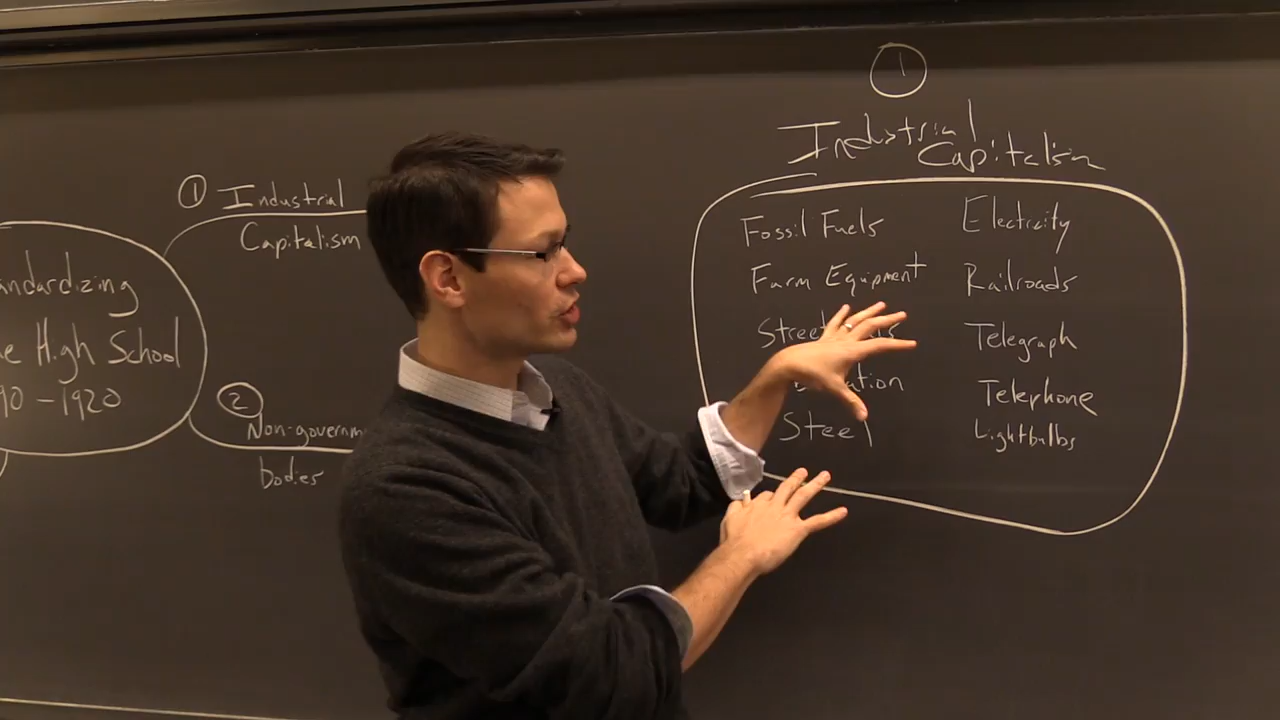 1
Industrial
Capitalism
Fossil Fuels
Farm Equipment
Steel
Electricity
Railroads
Telegraph
Telephone
Lightbulbs
1 Industrial
Capitalism
2
Non-governm
bodies
andardizing
High School
90-1920